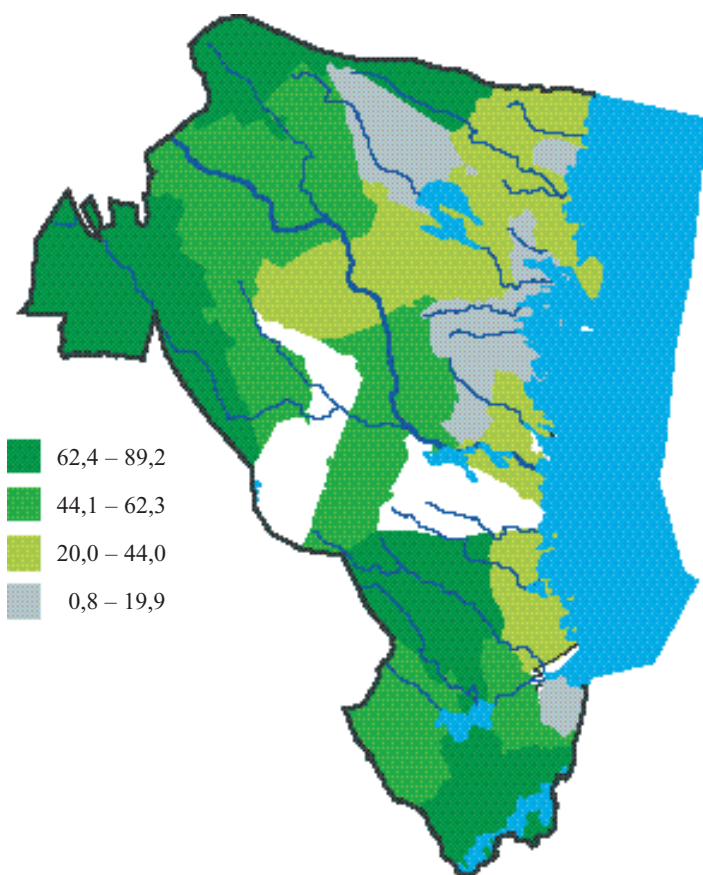 62,4 – 89,2
44,1 – 62,3
20,0 – 44,0
0,8 – 19,9